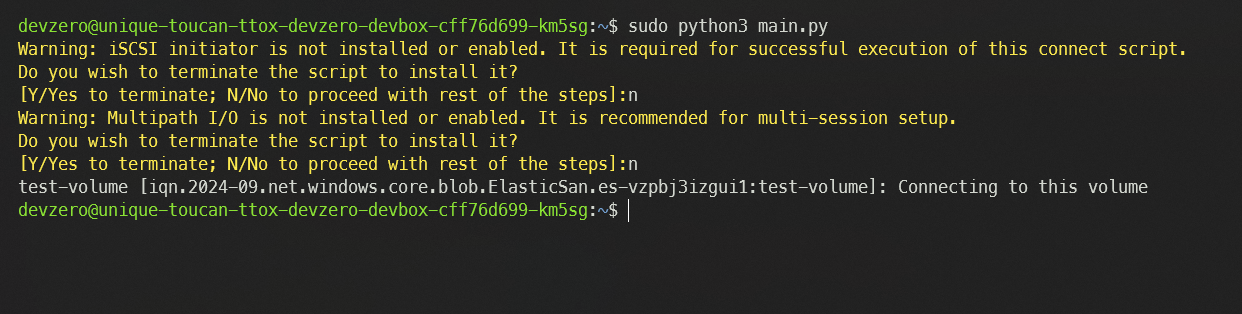 devzero@unique-toucan-ttox-devzero-devbox-cff76d699-km5sg:~$ sudo python3 main.py
Warning: iSCSI initiator is not installed or enabled. It is required for successful execution of this connect script.
Do you wish to terminate the script to install it?
[Y/Yes to terminate; N/No to proceed with rest of the steps]:n
Warning: Multipath I/O is not installed or enabled. It is recommended for multi-session setup.
Do you wish to terminate the script to install it?
[Y/Yes to terminate; N/No to proceed with rest of the steps]:n
test-volume [iqn.2024-09.net.windows.core.blob.ElasticSan.es-vzpbj3izgui1:test-volume]: Connecting to this volume
devzero@unique-toucan-ttox-devzero-devbox-cff76d699-km5sg:~$